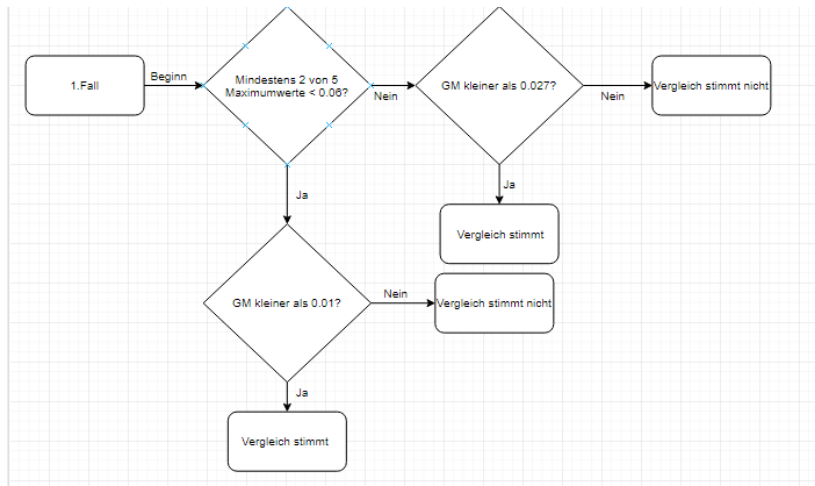 1.Fall
Beginn
Mindestens 2 von 5
Maximumwerte < 0.06?
Nein
GM kleiner als 0.027?
Nein
Vergleich stimmt nicht
Ja
Vergleich stimmt
Ja
GM kleiner als 0.01?
Nein
Vergleich stimmt nicht
Ja
Vergleich stimmt